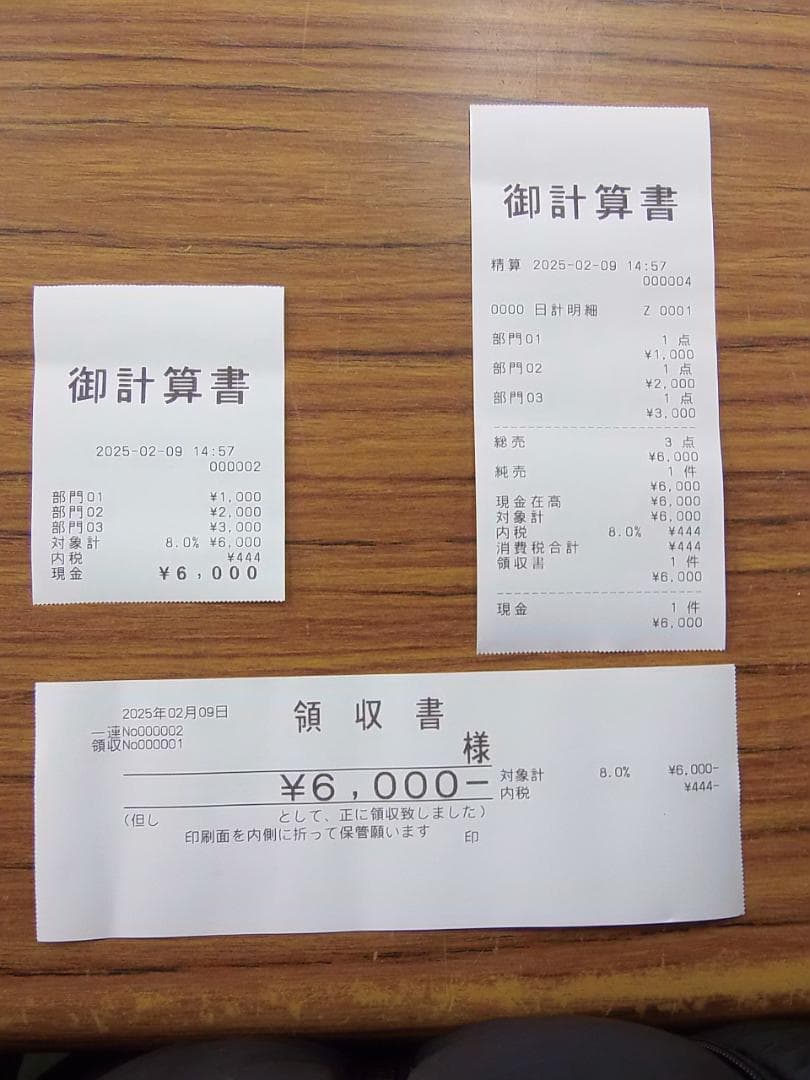 御計算書
2025-02-09 14:57
000002
部門01 ¥1,000
部門02 ¥2,000
部門03 ¥3,000
対象計 8.0% ¥6,000
内税 ¥444
現金 ¥6,000
御計算書
精算 2025-02-09 14:57
000004
0000 日計明細 Z 0001
部門01 1 点
¥1,000
部門02 1 点
¥2,000
部門03 1 点
¥3,000
総売 3 点
¥6,000
純売 1 件
¥6,000
現金在高 ¥6,000
対象計 ¥6,000
内税 8.0% ¥444
消費税合計 ¥444
領収書 1 件
¥6,000
現金 1 件
¥6,000
2025年02月09日 領収書
一連No000002
領収No000001
様
¥6,000-
(但し として、正に領収致しました)
印刷面を内側に折って保管願います 印
対象計 8.0% ¥6,000-
内税 ¥444-